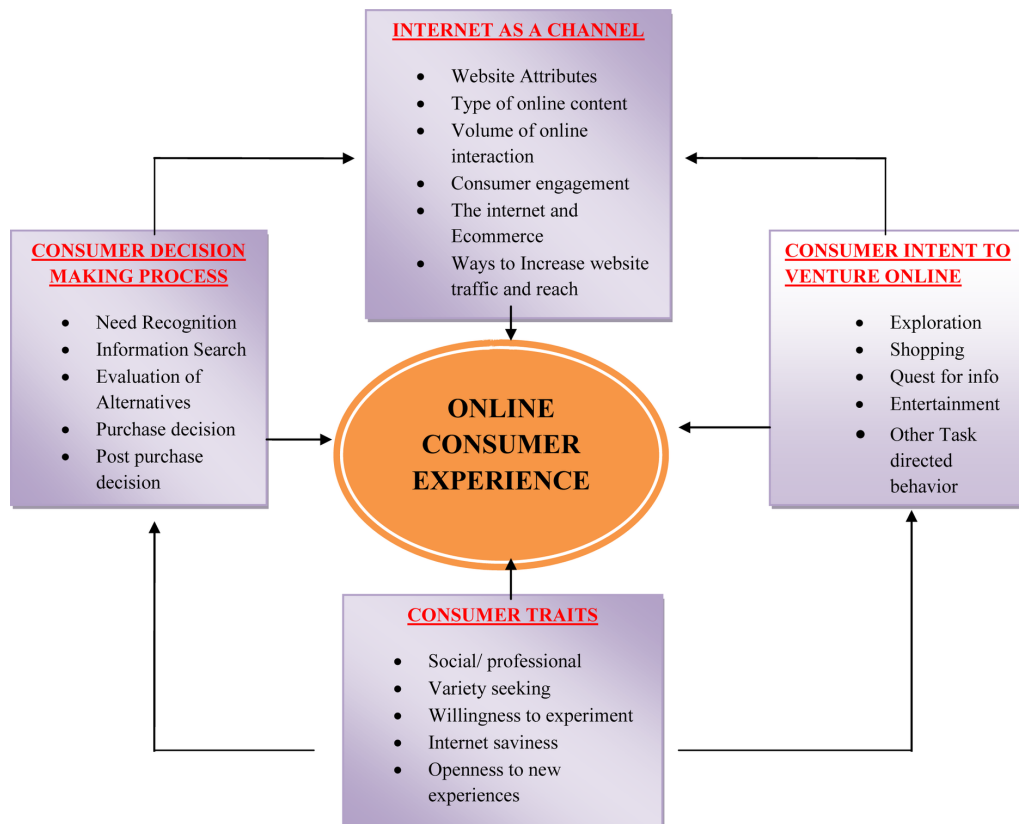 INTERNET AS A CHANNEL
• Website Attributes
• Type of online content
• Volume of online
interaction
• Consumer engagement
• The internet and
Ecommerce
• Ways to Increase website
traffic and reach
CONSUMER DECISION
MAKING PROCESS
• Need Recognition
• Information Search
• Evaluation of
Alternatives
• Purchase decision
• Post purchase
decision
ONLINE
CONSUMER
EXPERIENCE
CONSUMER INTENT TO
VENTURE ONLINE
• Exploration
• Shopping
• Quest for info
• Entertainment
• Other Task
directed
behavior
CONSUMER TRAITS
• Social/ professional
• Variety seeking
• Willingness to experiment
• Internet saviness
• Openness to new
experiences